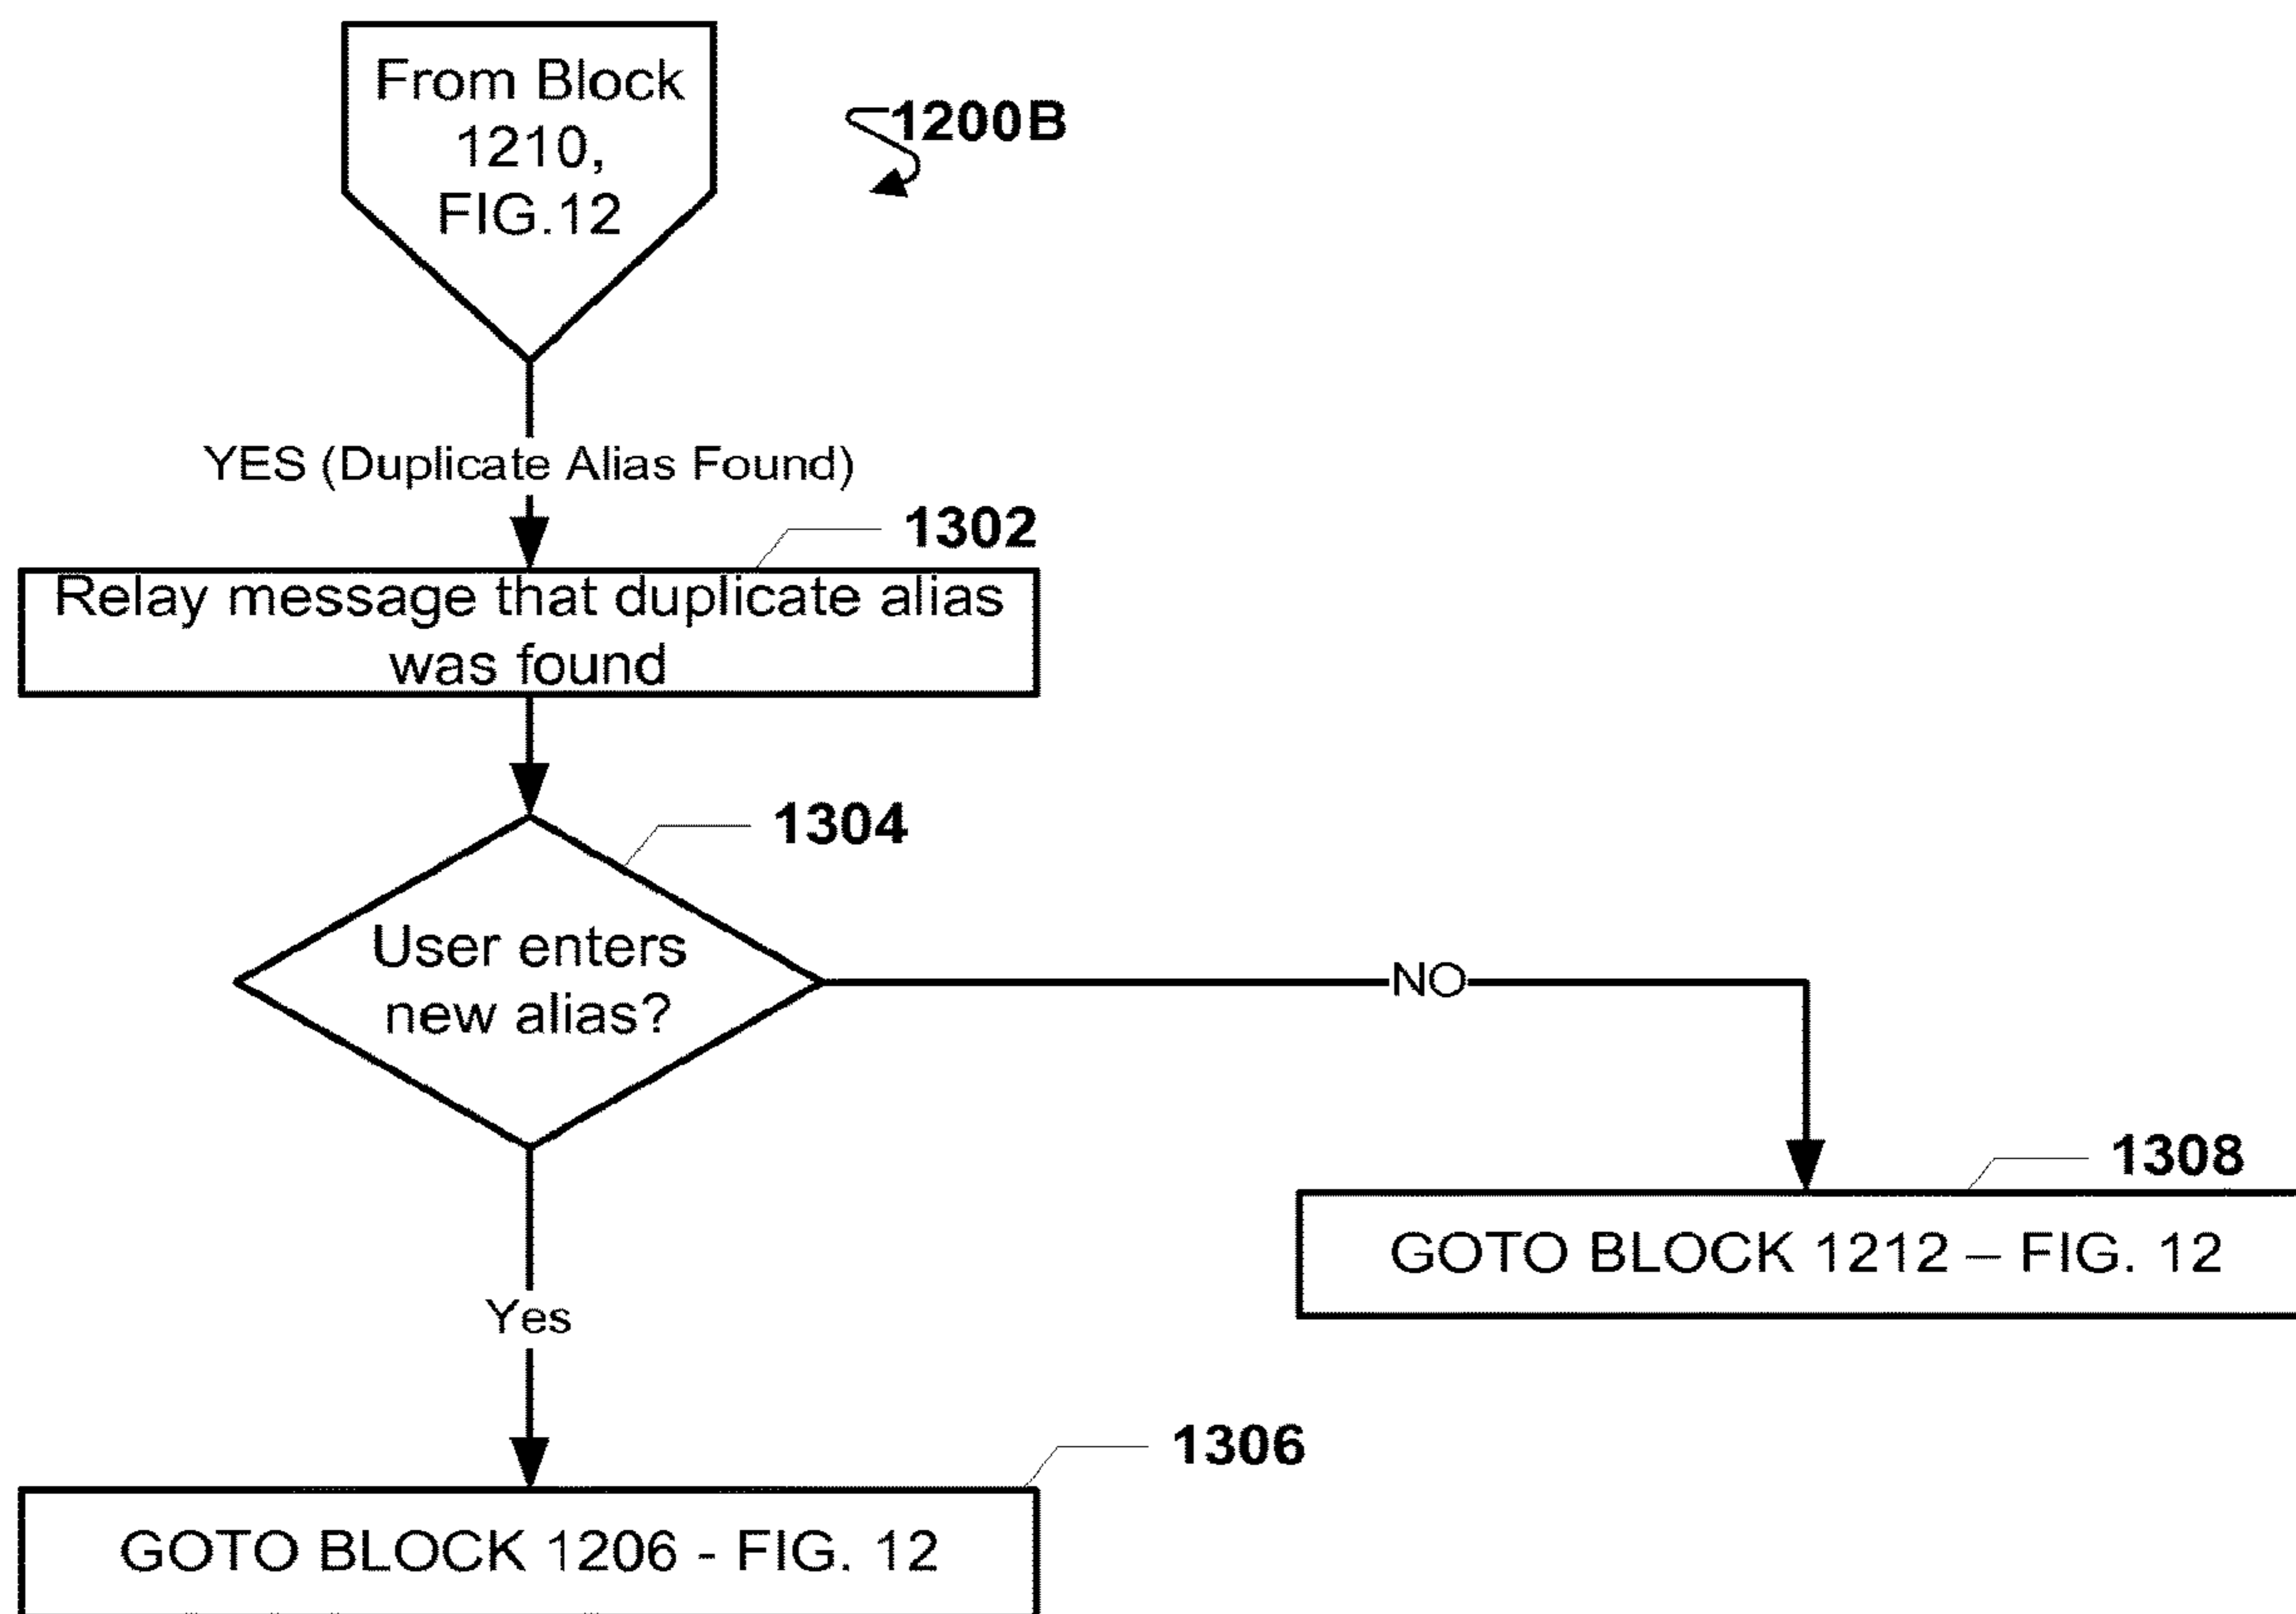 From Block
1210,
FIG.12
1200B
YES (Duplicate Alias Found)
1302
Relay message that duplicate alias
was found
1304
User enters
new alias?
NO
1308
GOTO BLOCK 1212 – FIG. 12
Yes
1306
GOTO BLOCK 1206 - FIG. 12